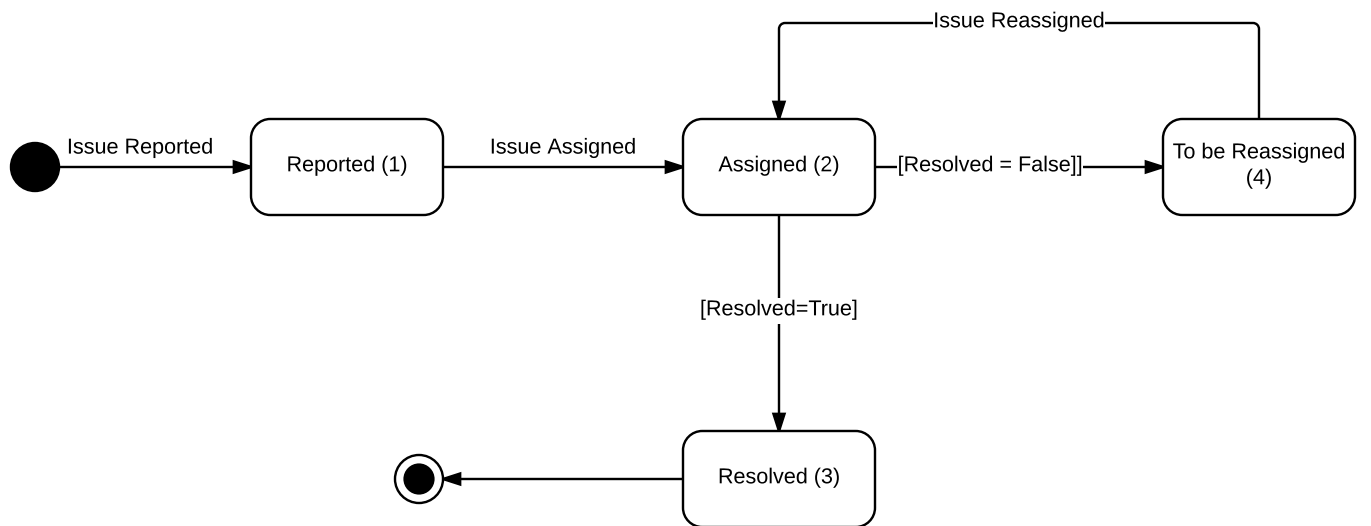 Issue Reassigned
Issue Reported
Reported (1)
Issue Assigned
Assigned (2)
[Resolved = False]]
To be Reassigned
(4)
[Resolved=True]
Resolved (3)